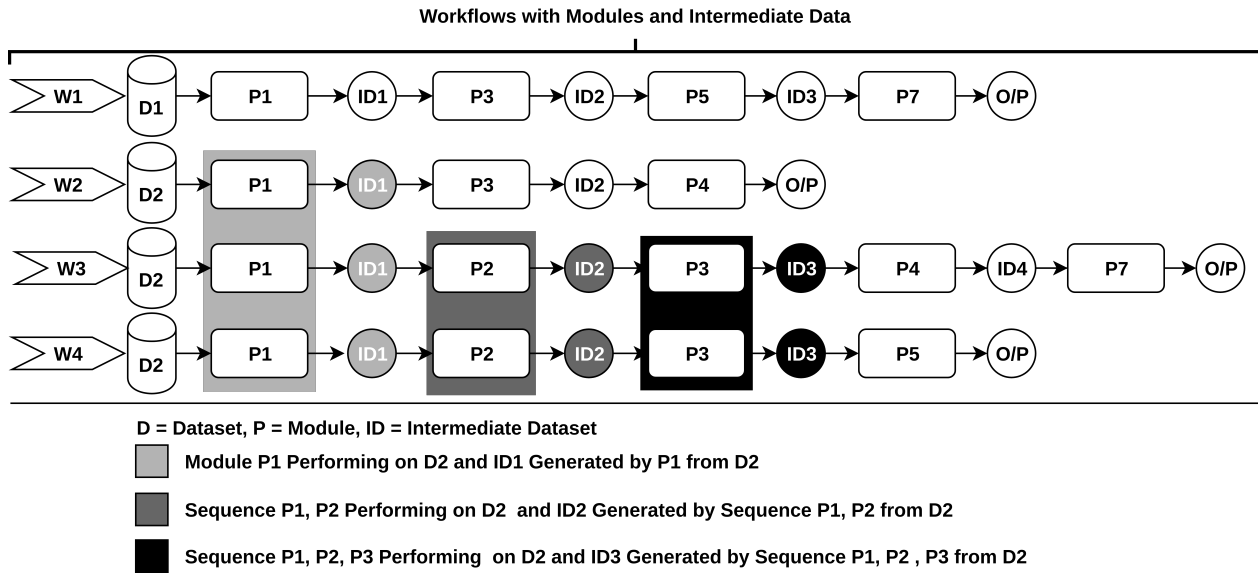 Workflows with Modules and Intermediate Data
W1 D1 P1 ID1 P3 ID2 P5 ID3 P7 O/P
W2 D2 P1 ID1 P3 ID2 P4 O/P
W3 D2 P1 ID1 P2 ID2 P3 ID3 P4 ID4 P7 O/P
W4 D2 P1 ID1 P2 ID2 P3 ID3 P5 O/P
D = Dataset, P = Module, ID = Intermediate Dataset
Module P1 Performing on D2 and ID1 Generated by P1 from D2
Sequence P1, P2 Performing on D2 and ID2 Generated by Sequence P1, P2 from D2
Sequence P1, P2, P3 Performing on D2 and ID3 Generated by Sequence P1, P2 , P3 from D2